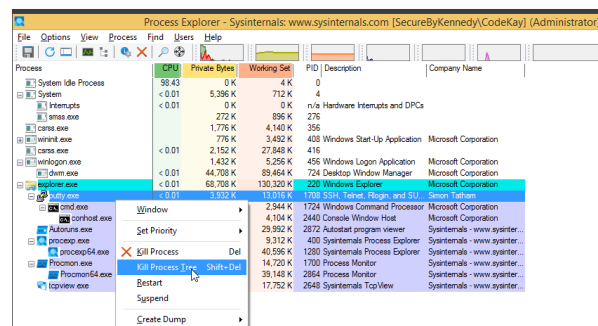 Process Explorer - Sysinternals: www.sysinternals.com [SecureByKennedy\CodeKay] (Administrator)
File Options View Process Find Users Help
Process CPU Private Bytes Working Set PID Description Company Name
System Idle Process 98.43 0 K 4 K 0
System < 0.01 5,396 K 712 K 4
Interrupts < 0.01 0 K 0 K n/a Hardware Interrupts and DPCs
smss.exe 272 K 896 K 276
csrss.exe 1,776 K 4,140 K 356
wininit.exe 776 K 3,492 K 408 Windows Start-Up Application Microsoft Corporation
csrss.exe < 0.01 2,152 K 27,848 K 416
winlogon.exe 1,432 K 5,256 K 456 Windows Logon Application Microsoft Corporation
dwm.exe < 0.01 44,708 K 89,464 K 724 Desktop Window Manager Microsoft Corporation
explorer.exe < 0.01 68,708 K 130,320 K 220 Windows Explorer Microsoft Corporation
putty.exe < 0.01 3,932 K 13,016 K 1708 SSH, Telnet, Rlogin, and SU... Simon Tatham
cmd.exe 2,944 K 1724 Windows Command Processor Microsoft Corporation
conhost.exe 4,104 K 2440 Console Window Host Microsoft Corporation
Autoruns.exe 29,992 K 2872 Autostart program viewer Sysinternals - www.sysinter...
procexp.exe 9,312 K 400 Sysinternals Process Explorer Sysinternals - www.sysinter...
procexp64.exe 40,596 K 1280 Sysinternals Process Explorer Sysinternals - www.sysinter...
Procmon.exe 14,720 K 1700 Process Monitor Sysinternals - www.sysinter...
Procmon64.exe 39,148 K 2864 Process Monitor Sysinternals - www.sysinter...
tcpview.exe 17,752 K 2648 Sysinternals TcpView Sysinternals - www.sysinter...
Window
Set Priority
Kill Process Del
Kill Process Tree Shift+Del
Restart
Suspend
Create Dump